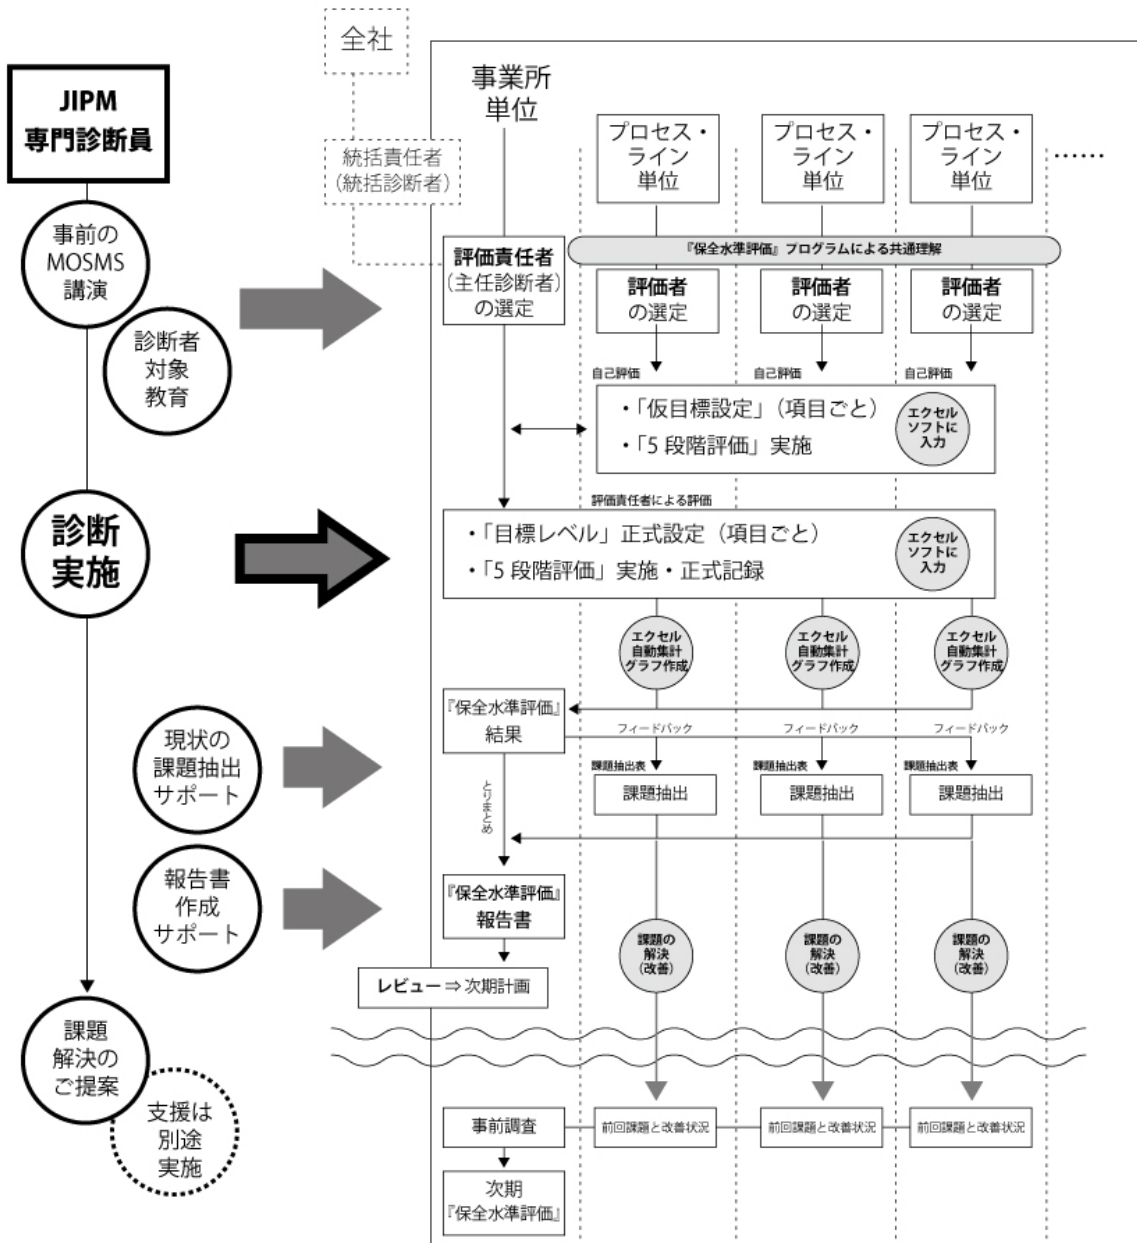 全社
JIPM
専門診断員
事業所
単位
統括責任者
(統括診断者)
プロセス・
ライン
単位
プロセス・
ライン
単位
プロセス・
ライン
単位
……
事前の
MOSMS
講演
診断者
対象
教育
評価責任者
(主任診断者)
の選定
『保全水準評価』プログラムによる共通理解
評価者
の選定
評価者
の選定
評価者
の選定
自己評価
自己評価
自己評価
・「仮目標設定」(項目ごと)
・「5 段階評価」実施
エクセル
ソフトに
入力
診断
実施
評価責任者による評価
・「目標レベル」正式設定(項目ごと)
・「5 段階評価」実施・正式記録
エクセル
ソフトに
入力
エクセル
自動集計
グラフ作成
エクセル
自動集計
グラフ作成
エクセル
自動集計
グラフ作成
現状の
課題抽出
サポート
『保全水準評価』
結果
フィードバック
フィードバック
フィードバック
課題抽出表
課題抽出表
課題抽出表
課題抽出
課題抽出
課題抽出
とりまとめ
報告書
作成
サポート
『保全水準評価』
報告書
課題の
解決
(改善)
課題の
解決
(改善)
課題の
解決
(改善)
レビュー ⇒ 次期計画
課題
解決の
ご提案
支援は
別途
実施
事前調査
前回課題と改善状況
前回課題と改善状況
前回課題と改善状況
次期
『保全水準評価』